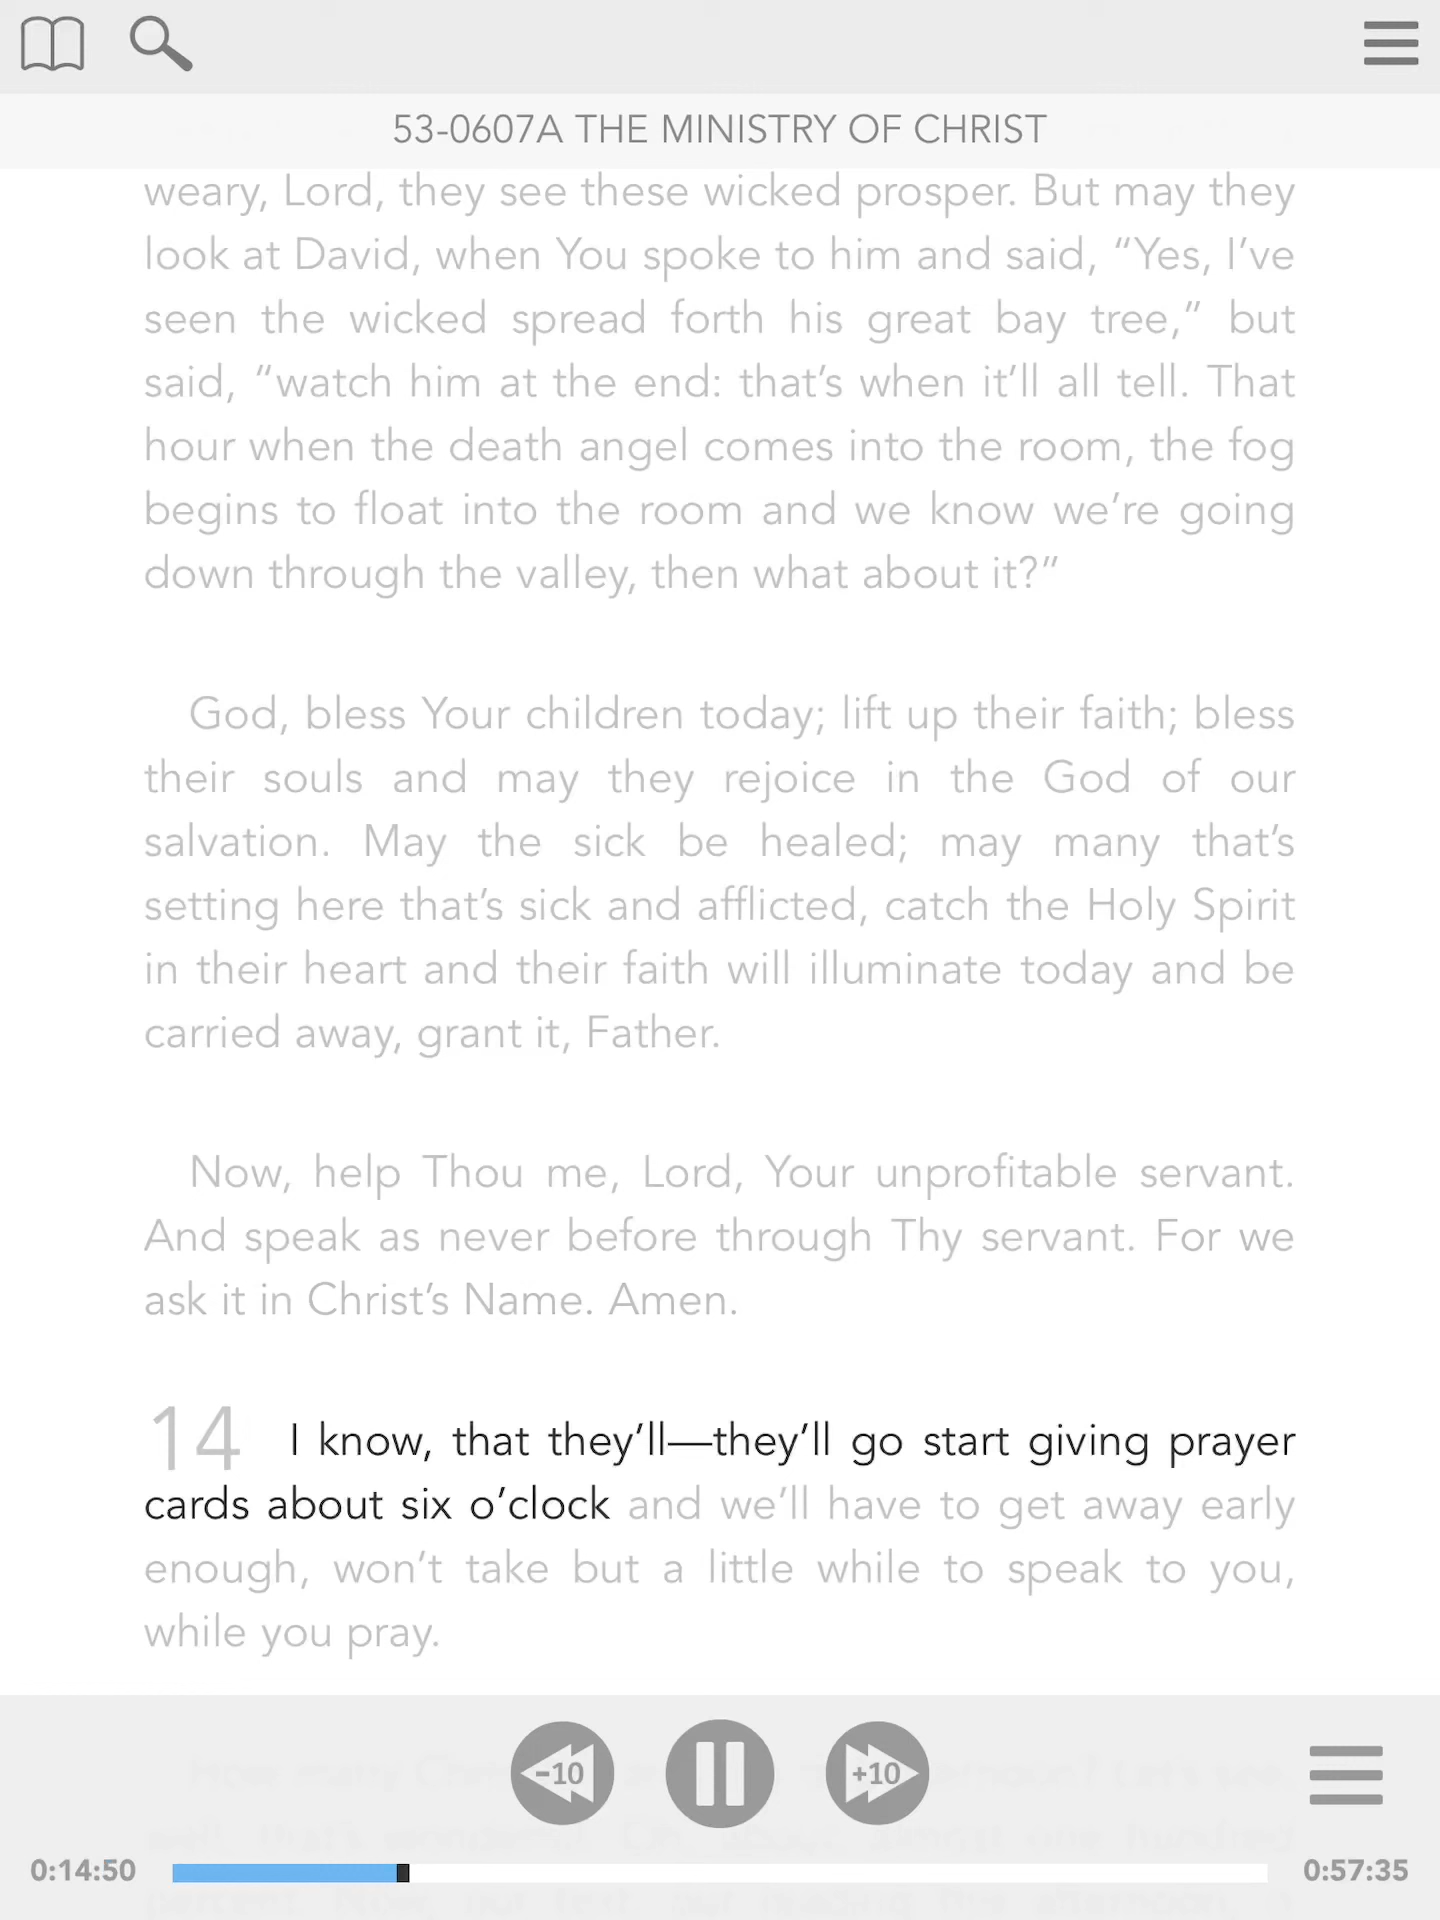 53-0607A THE MINISTRY OF CHRIST
weary, Lord, they see these wicked prosper. But may they
look at David, when You spoke to him and said, “Yes, I’ve
seen the wicked spread forth his great bay tree,” but
said, “watch him at the end: that’s when it’ll all tell. That
hour when the death angel comes into the room, the fog
begins to float into the room and we know we’re going
down through the valley, then what about it?”
God, bless Your children today; lift up their faith; bless
their souls and may they rejoice in the God of our
salvation. May the sick be healed; may many that’s
setting here that’s sick and afflicted, catch the Holy Spirit
in their heart and their faith will illuminate today and be
carried away, grant it, Father.
Now, help Thou me, Lord, Your unprofitable servant.
And speak as never before through Thy servant. For we
ask it in Christ’s Name. Amen.
14 I know, that they’ll—they’ll go start giving prayer
cards about six o’clock and we’ll have to get away early
enough, won’t take but a little while to speak to you,
while you pray.
-10 +10
0:14:50 0:57:35